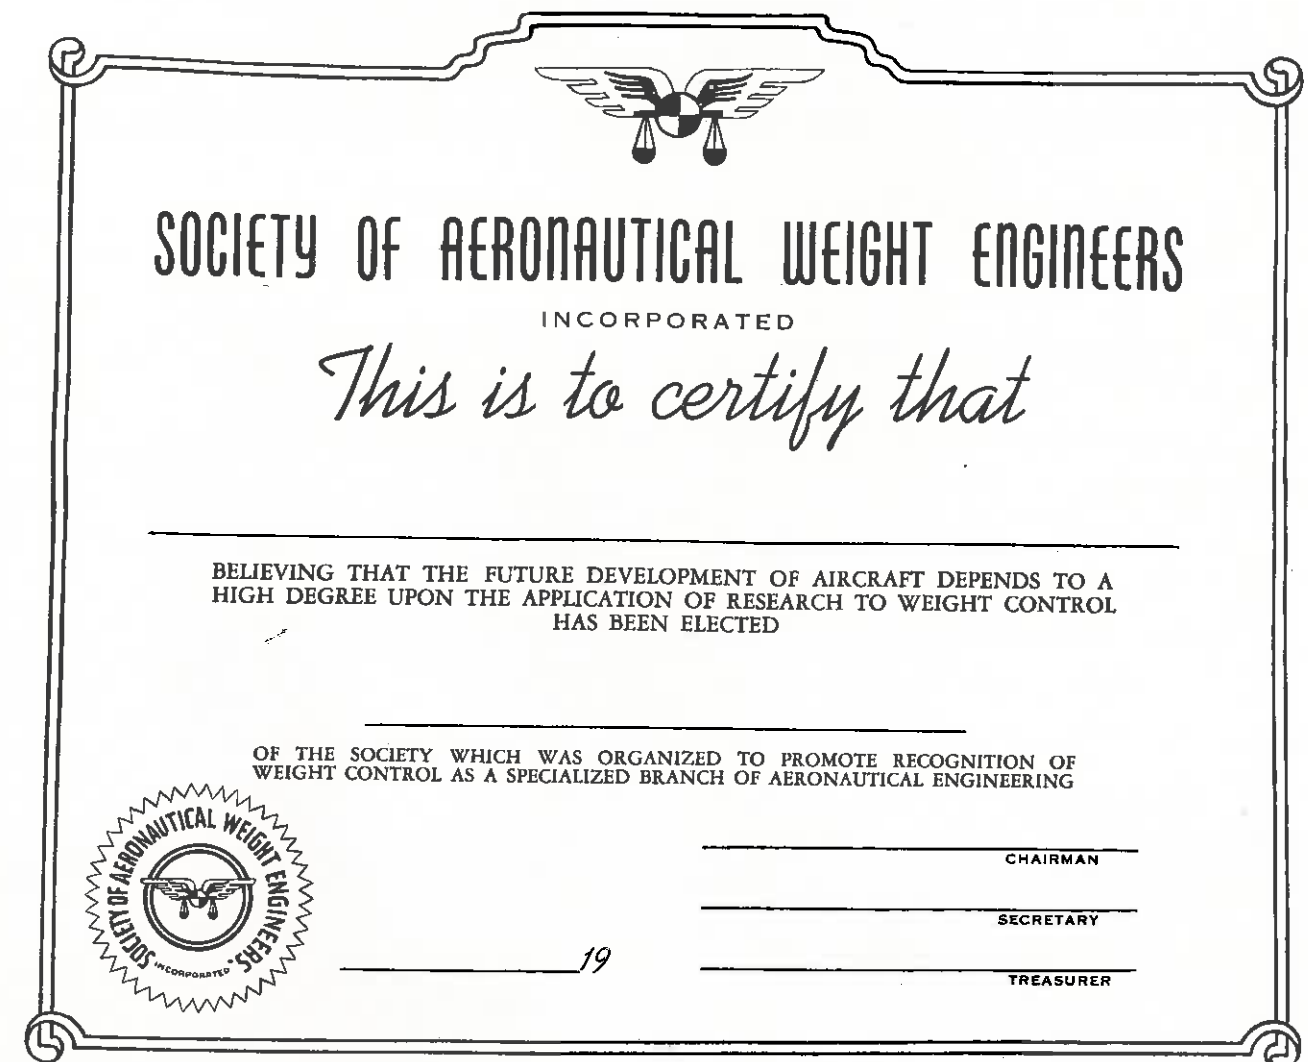 SOCIETY OF AERONAUTICAL WEIGHT ENGINEERS
INCORPORATED
This is to certify that
BELIEVING THAT THE FUTURE DEVELOPMENT OF AIRCRAFT DEPENDS TO A
HIGH DEGREE UPON THE APPLICATION OF RESEARCH TO WEIGHT CONTROL
HAS BEEN ELECTED
OF THE SOCIETY WHICH WAS ORGANIZED TO PROMOTE RECOGNITION OF
WEIGHT CONTROL AS A SPECIALIZED BRANCH OF AERONAUTICAL ENGINEERING
SOCIETY OF AERONAUTICAL WEIGHT ENGINEERS.
INCORPORATED
19
CHAIRMAN
SECRETARY
TREASURER